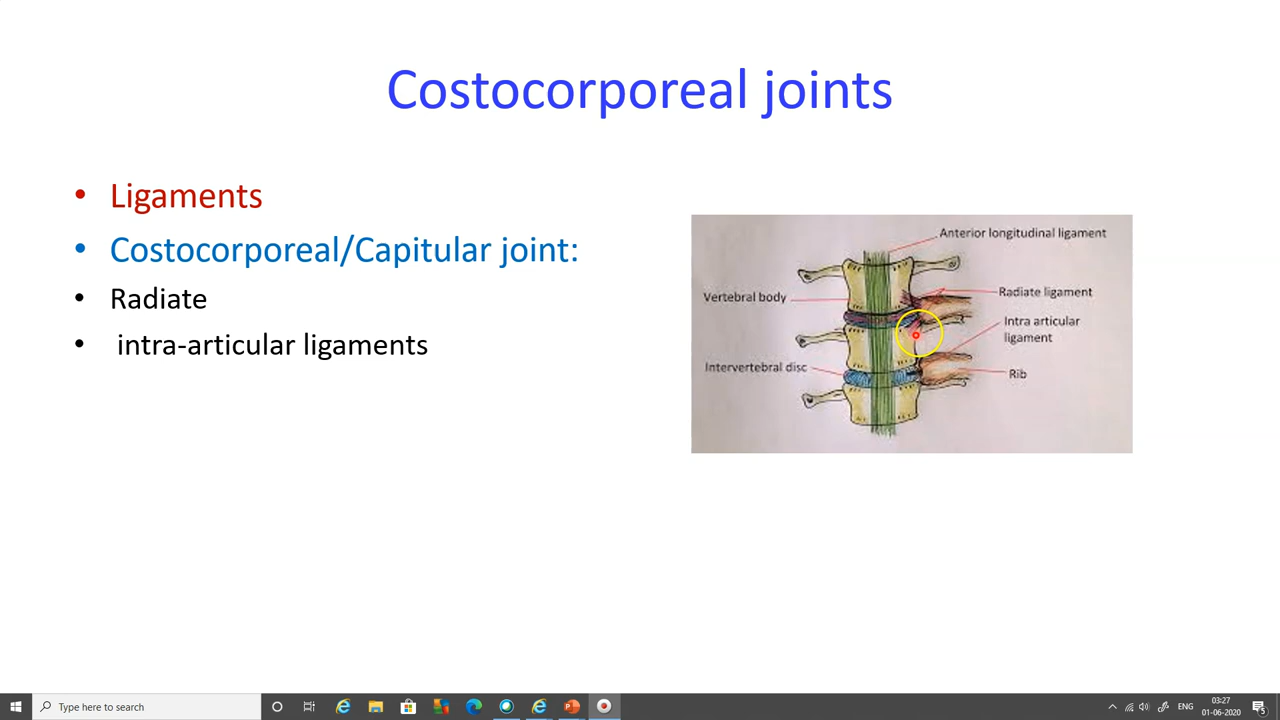 Costocorporeal joints
• Ligaments
• Costocorporeal/Capitular joint:
• Radiate
• intra-articular ligaments
Anterior longitudinal ligament
Vertebral body
Radiate ligament
Intra articular
ligament
Intervertebral disc
Rib
Type here to search
ENG
03:27
01-06-2020
5